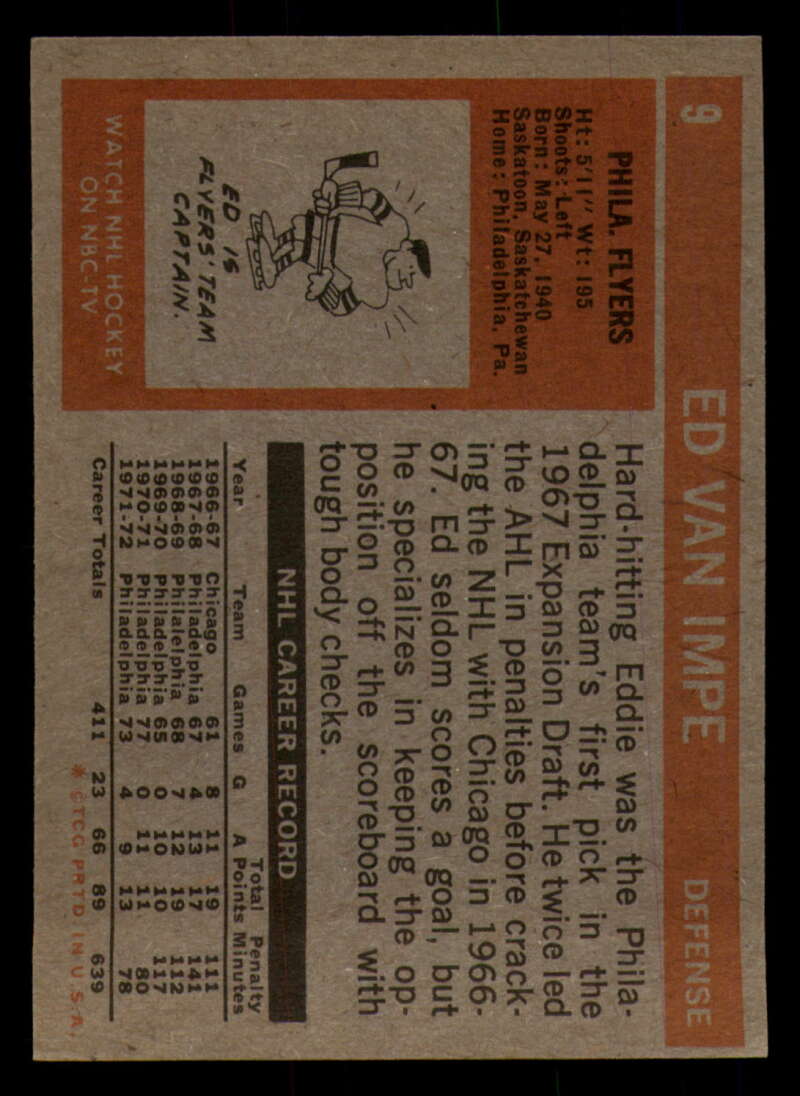 9 ED VAN IMPE DEFENSE
PHILA. FLYERS
Ht: 5'11" Wt: 195
Shoots: Left
Born: May 27, 1940
Saskatoon, Saskatchewan
Home: Philadelphia, Pa.
ED IS
FLYERS' TEAM
CAPTAIN.
WATCH NHL HOCKEY
ON NBC-TV
Hard-hitting Eddie was the Phila-
delphia team's first pick in the
1967 Expansion Draft. He twice led
the AHL in penalties before crack-
ing the NHL with Chicago in 1966-
67. Ed seldom scores a goal, but
he specializes in keeping the op-
position off the scoreboard with
tough body checks.
NHL CAREER RECORD
Total Penalty
Year Team Games G A Points Minutes
1966-67 Chicago 61 8 11 19 111
1967-68 Philadelphia 67 4 13 17 141
1968-69 Philalelphia 68 7 12 19 112
1969-70 Philadelphia 65 0 10 10 117
1970-71 Philadelphia 77 0 11 11 80
1971-72 Philadelphia 73 4 9 13 78
Career Totals 411 23 66 89 639
* ©T.C.G. PRTD. IN U.S.A.